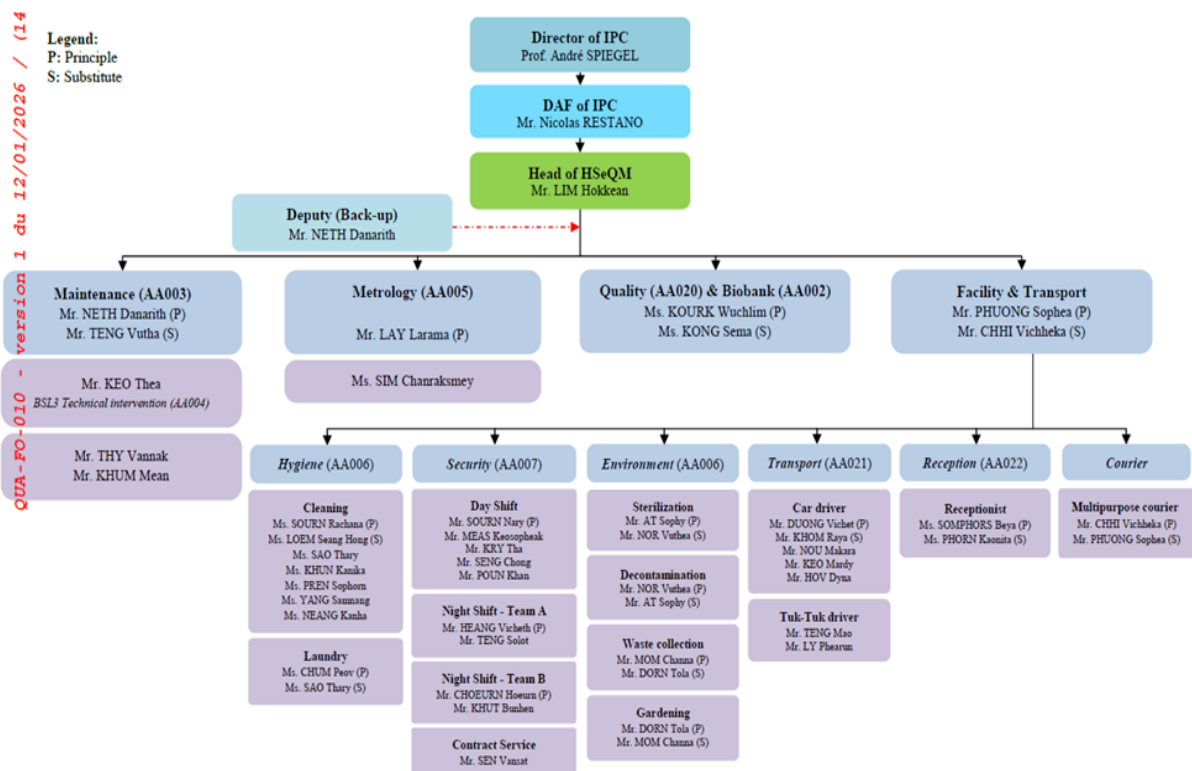 QUA-FO-010 - version 1 du 12/01/2026 / (14
Legend:
P: Principle
S: Substitute
Director of IPC
Prof. André SPIEGEL
DAF of IPC
Mr. Nicolas RESTANO
Head of HSeQM
Mr. LIM Hokkean
Deputy (Back-up)
Mr. NETH Danarith
Maintenance (AA003)
Mr. NETH Danarith (P)
Mr. TENG Vutha (S)
Mr. KEO Thea
BSL3 Technical intervention (AA004)
Mr. THY Vannak
Mr. KHUM Mean
Metrology (AA005)
Mr. LAY Larama (P)
Ms. SIM Chanraksmey
Quality (AA020) & Biobank (AA002)
Ms. KOURK Wuchlim (P)
Ms. KONG Sema (S)
Facility & Transport
Mr. PHUONG Sophea (P)
Mr. CHHI Vichheka (S)
Hygiene (AA006)
Cleaning
Ms. SOURN Rachana (P)
Ms. LOEM Seang Hong (S)
Ms. SAO Thary
Ms. KHUN Kanika
Ms. PREN Sophorn
Ms. YANG Samnang
Ms. NEANG Kanha
Laundry
Ms. CHUM Peov (P)
Ms. SAO Thary (S)
Security (AA007)
Day Shift
Mr. SOURN Nary (P)
Mr. MEAS Keosopheak
Mr. KRY Tha
Mr. SENG Chong
Mr. POUN Khan
Night Shift - Team A
Mr. HEANG Vicheth (P)
Mr. TENG Solot
Night Shift - Team B
Mr. CHOEURN Hoeurn (P)
Mr. KHUT Bunhen
Contract Service
Mr. SEN Vansat
Environment (AA006)
Sterilization
Mr. AT Sophy (P)
Mr. NOR Vuthea (S)
Decontamination
Mr. NOR Vuthea (P)
Mr. AT Sophy (S)
Waste collection
Mr. MOM Channa (P)
Mr. DORN Tola (S)
Gardening
Mr. DORN Tola (P)
Mr. MOM Channa (S)
Transport (AA021)
Car driver
Mr. DUONG Vichet (P)
Mr. KHOM Raya (S)
Mr. NOU Makara
Mr. KEO Mardy
Mr. HOV Dyna
Tuk-Tuk driver
Mr. TENG Mao
Mr. LY Phearun
Reception (AA022)
Receptionist
Ms. SOMPHORS Beya (P)
Ms. PHORN Kaonita (S)
Courier
Multipurpose courier
Mr. CHHI Vichheka (P)
Mr. PHUONG Sophea (S)